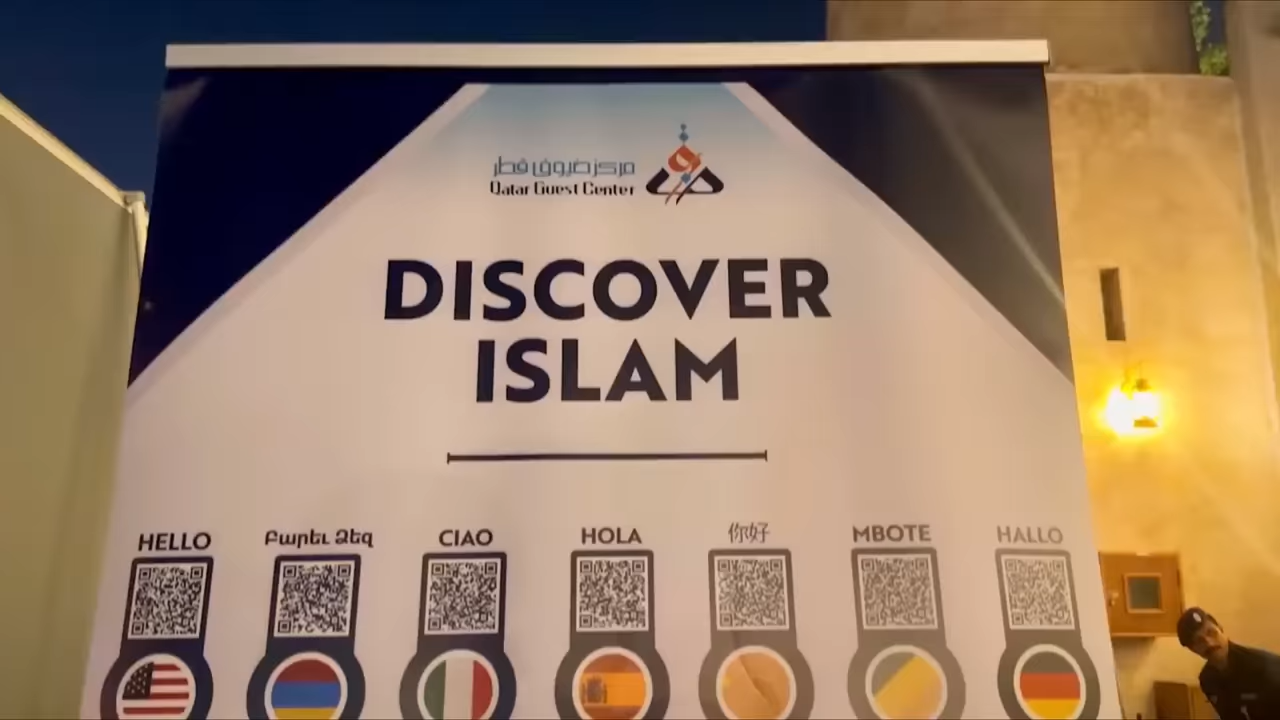 مركز ضيوف قطر
Qatar Guest Center
DISCOVER
ISLAM
HELLO
Բարեւ Ձեզ
CIAO
HOLA
你好
MBOTE
HALLO